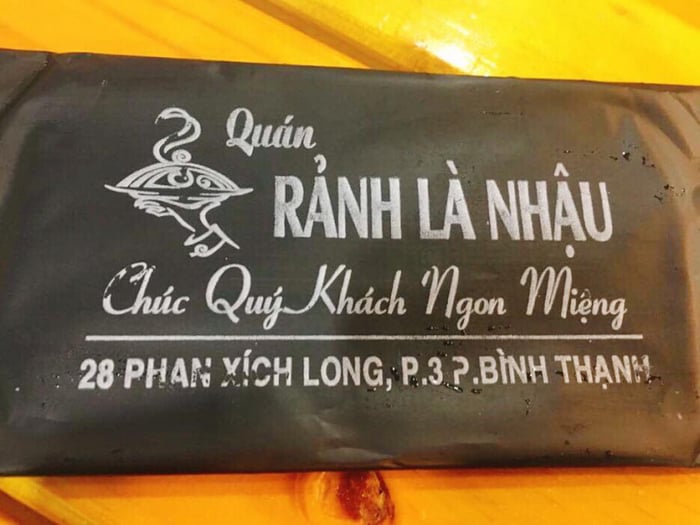 Quán
RẢNH LÀ NHẬU
Chúc Quý Khách Ngon Miệng
28 PHAN XÍCH LONG, P.3 P.BÌNH THẠNH